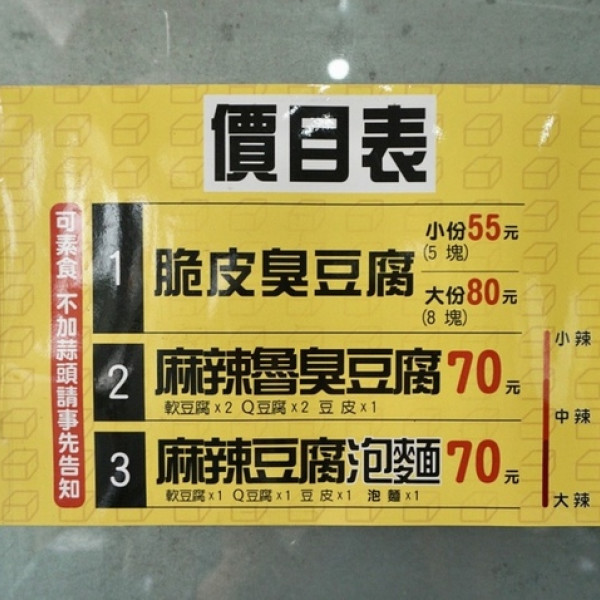 價目表
可素食 不加蒜頭請事先告知
1 脆皮臭豆腐
小份55元
(5 塊)
大份80元
(8 塊)
2 麻辣魯臭豆腐 70元
軟豆腐x2 Q豆腐x2 豆皮x1
3 麻辣豆腐泡麵 70元
軟豆腐x1 Q豆腐x1 豆皮x1 泡麵x1
小辣
中辣
大辣